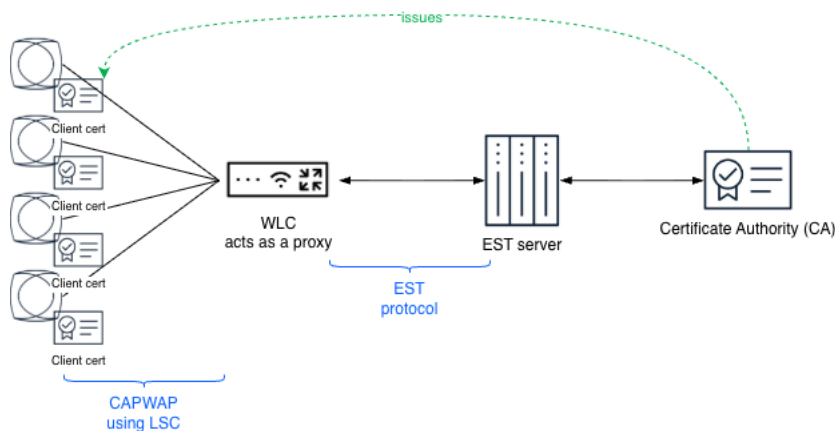 issues
Client cert
Client cert
Client cert
Client cert
WLC
acts as a proxy
EST server
Certificate Authority (CA)
EST
protocol
CAPWAP
using LSC